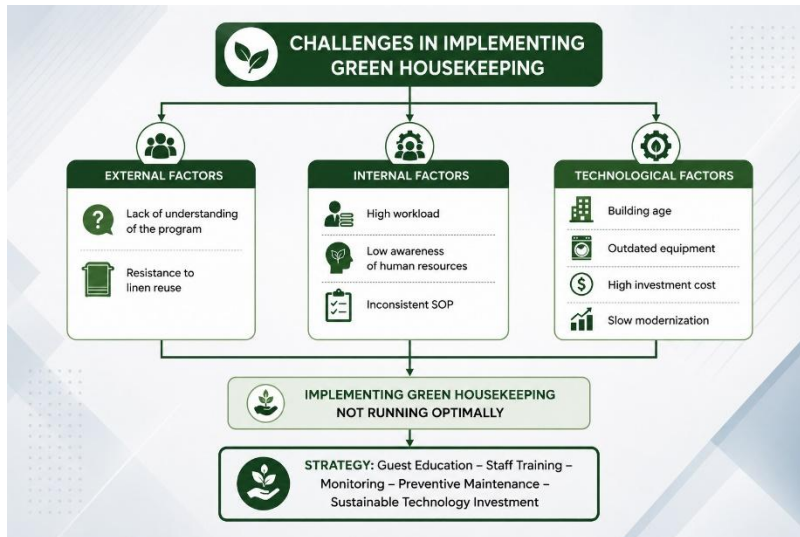 CHALLENGES IN IMPLEMENTING
GREEN HOUSEKEEPING
EXTERNAL FACTORS
?
Lack of understanding
of the program
Resistance to
linen reuse
INTERNAL FACTORS
High workload
Low awareness
of human resources
Inconsistent SOP
TECHNOLOGICAL FACTORS
Building age
Outdated equipment
$
High investment cost
Slow modernization
IMPLEMENTING GREEN HOUSEKEEPING
NOT RUNNING OPTIMALLY
STRATEGY: Guest Education – Staff Training –
Monitoring – Preventive Maintenance –
Sustainable Technology Investment